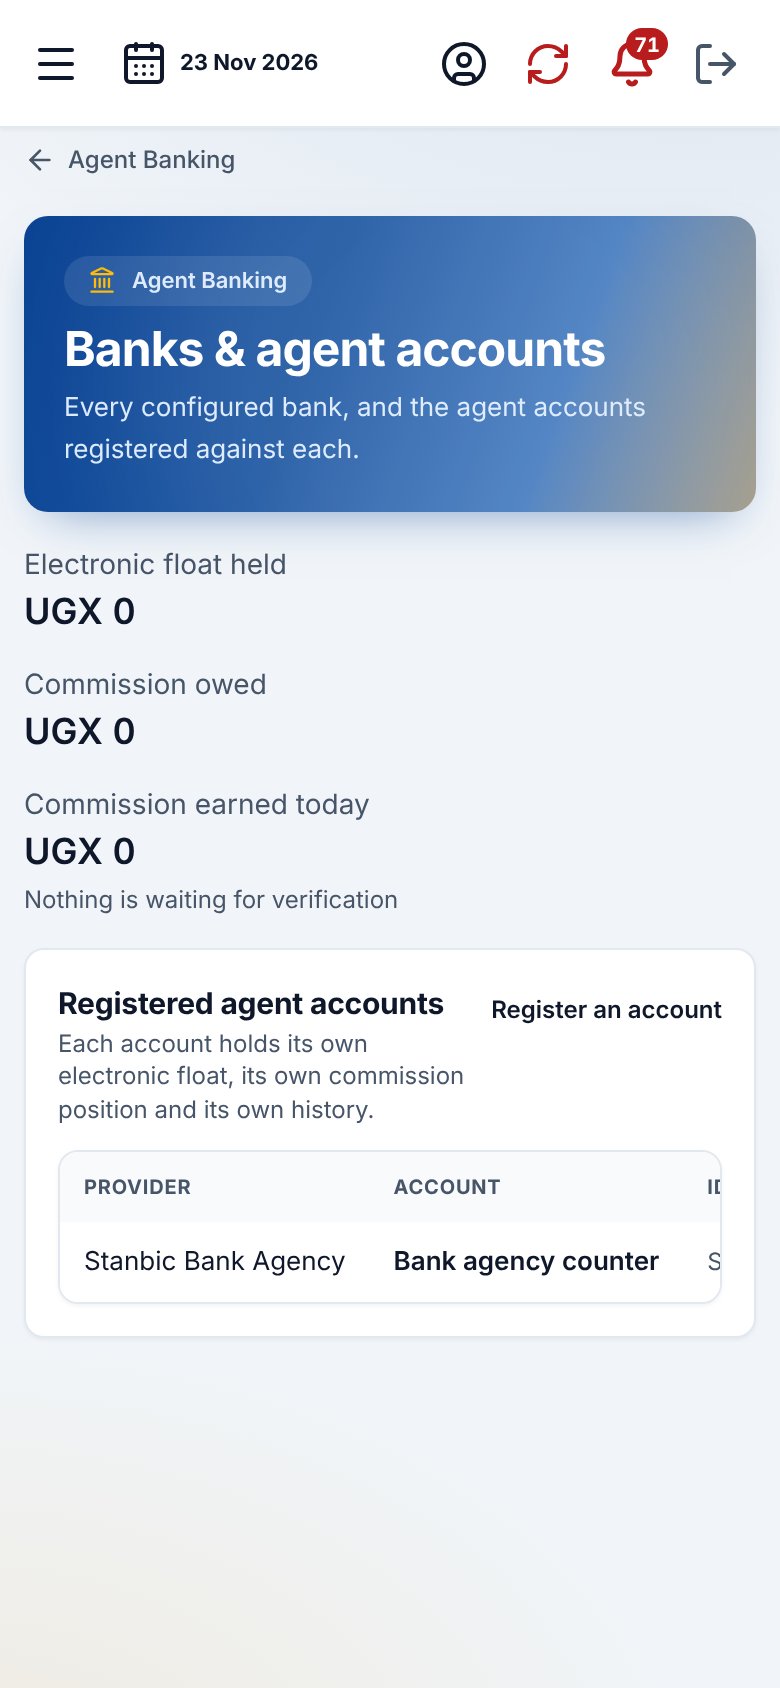 23 Nov 2026
71
Agent Banking
Agent Banking
Banks & agent accounts
Every configured bank, and the agent accounts
registered against each.
Electronic float held
UGX 0
Commission owed
UGX 0
Commission earned today
UGX 0
Nothing is waiting for verification
Registered agent accounts
Register an account
Each account holds its own
electronic float, its own commission
position and its own history.
PROVIDER ACCOUNT
Stanbic Bank Agency Bank agency counter